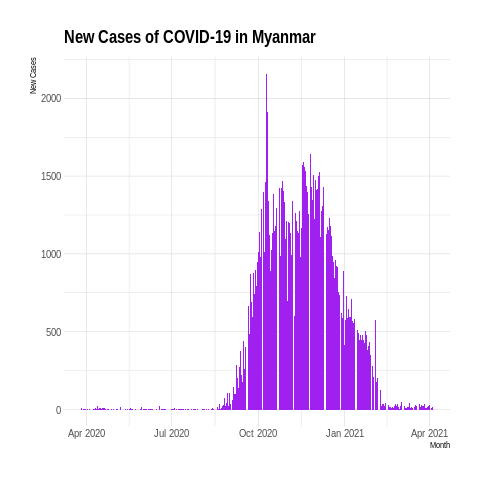 New Cases of COVID-19 in Myanmar
New Cases
2000
1500
1000
500
0
Apr 2020 Jul 2020 Oct 2020 Jan 2021 Apr 2021
Month